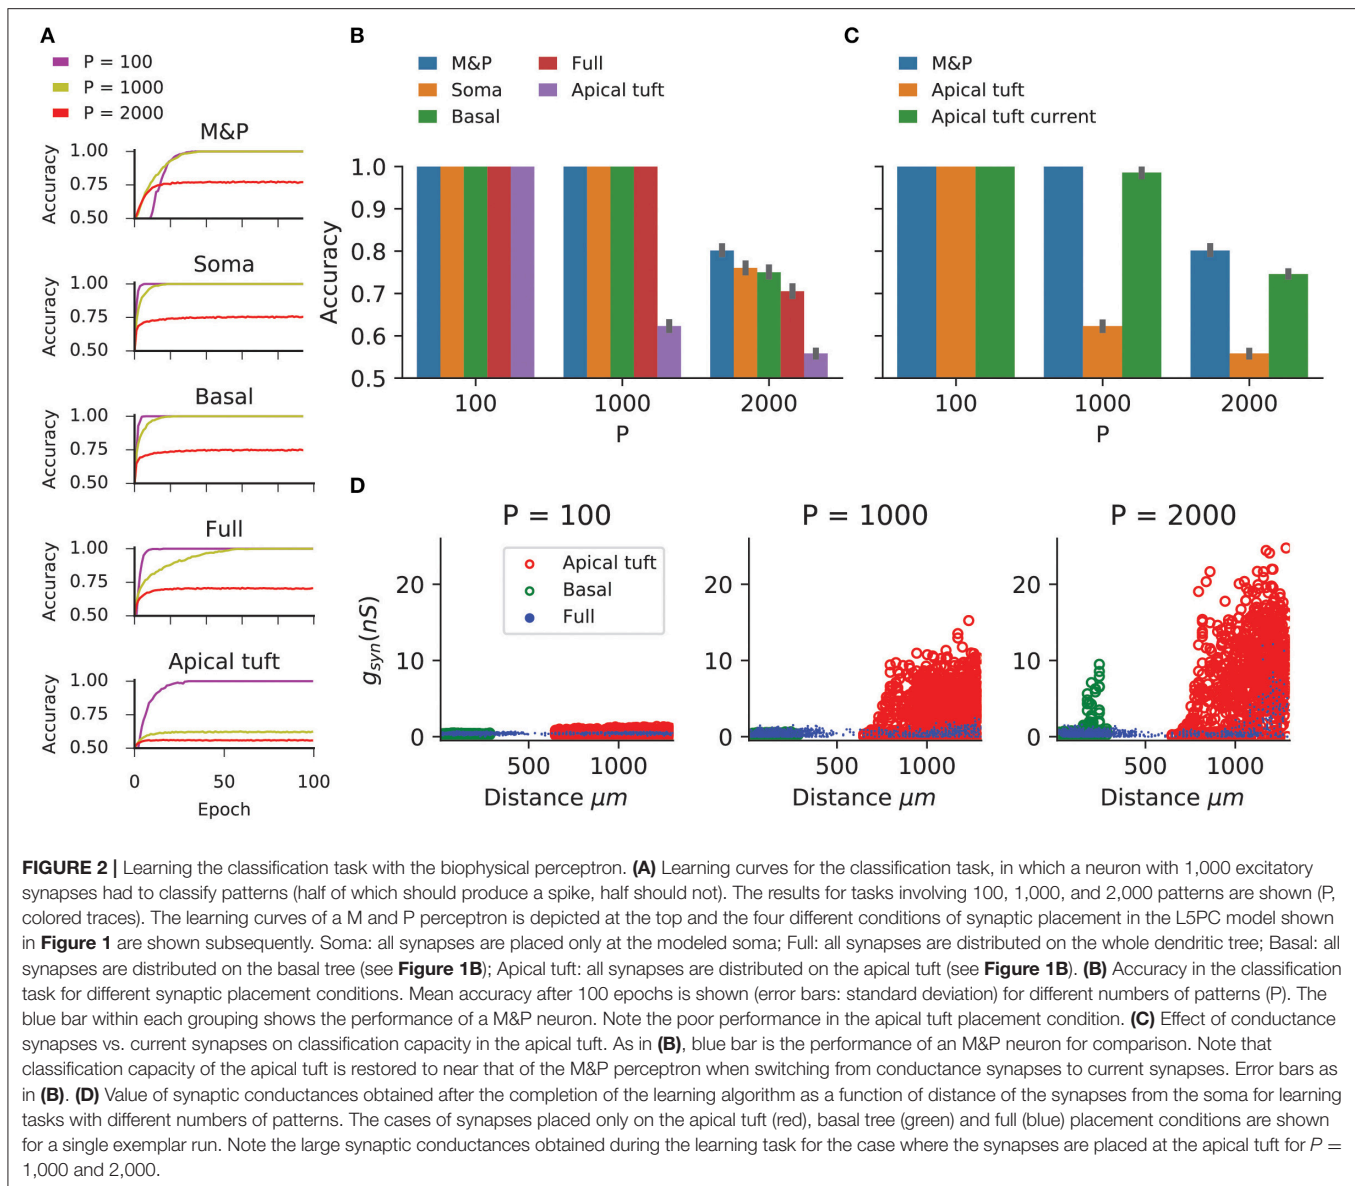 A
P = 100
P = 1000
P = 2000
M&P
1.00
0.75
0.50
Accuracy
Soma
1.00
0.75
0.50
Accuracy
Basal
1.00
0.75
0.50
Accuracy
Full
1.00
0.75
0.50
Accuracy
Apical tuft
1.00
0.75
0.50
Accuracy
0 50 100
Epoch
B
M&P
Soma
Basal
Full
Apical tuft
1.0
0.9
0.8
0.7
0.6
0.5
Accuracy
100 1000 2000
P
C
M&P
Apical tuft
Apical tuft current
100 1000 2000
P
D
P = 100
Apical tuft
Basal
Full
20
10
0
g_syn(nS)
500 1000
Distance μm
P = 1000
20
10
0
500 1000
Distance μm
P = 2000
20
10
0
500 1000
Distance μm
FIGURE 2 | Learning the classification task with the biophysical perceptron. (A) Learning curves for the classification task, in which a neuron with 1,000 excitatory
synapses had to classify patterns (half of which should produce a spike, half should not). The results for tasks involving 100, 1,000, and 2,000 patterns are shown (P,
colored traces). The learning curves of a M and P perceptron is depicted at the top and the four different conditions of synaptic placement in the L5PC model shown
in Figure 1 are shown subsequently. Soma: all synapses are placed only at the modeled soma; Full: all synapses are distributed on the whole dendritic tree; Basal: all
synapses are distributed on the basal tree (see Figure 1B); Apical tuft: all synapses are distributed on the apical tuft (see Figure 1B). (B) Accuracy in the classification
task for different synaptic placement conditions. Mean accuracy after 100 epochs is shown (error bars: standard deviation) for different numbers of patterns (P). The
blue bar within each grouping shows the performance of a M&P neuron. Note the poor performance in the apical tuft placement condition. (C) Effect of conductance
synapses vs. current synapses on classification capacity in the apical tuft. As in (B), blue bar is the performance of an M&P neuron for comparison. Note that
classification capacity of the apical tuft is restored to near that of the M&P perceptron when switching from conductance synapses to current synapses. Error bars as
in (B). (D) Value of synaptic conductances obtained after the completion of the learning algorithm as a function of distance of the synapses from the soma for learning
tasks with different numbers of patterns. The cases of synapses placed only on the apical tuft (red), basal tree (green) and full (blue) placement conditions are shown
for a single exemplar run. Note the large synaptic conductances obtained during the learning task for the case where the synapses are placed at the apical tuft for P =
1,000 and 2,000.